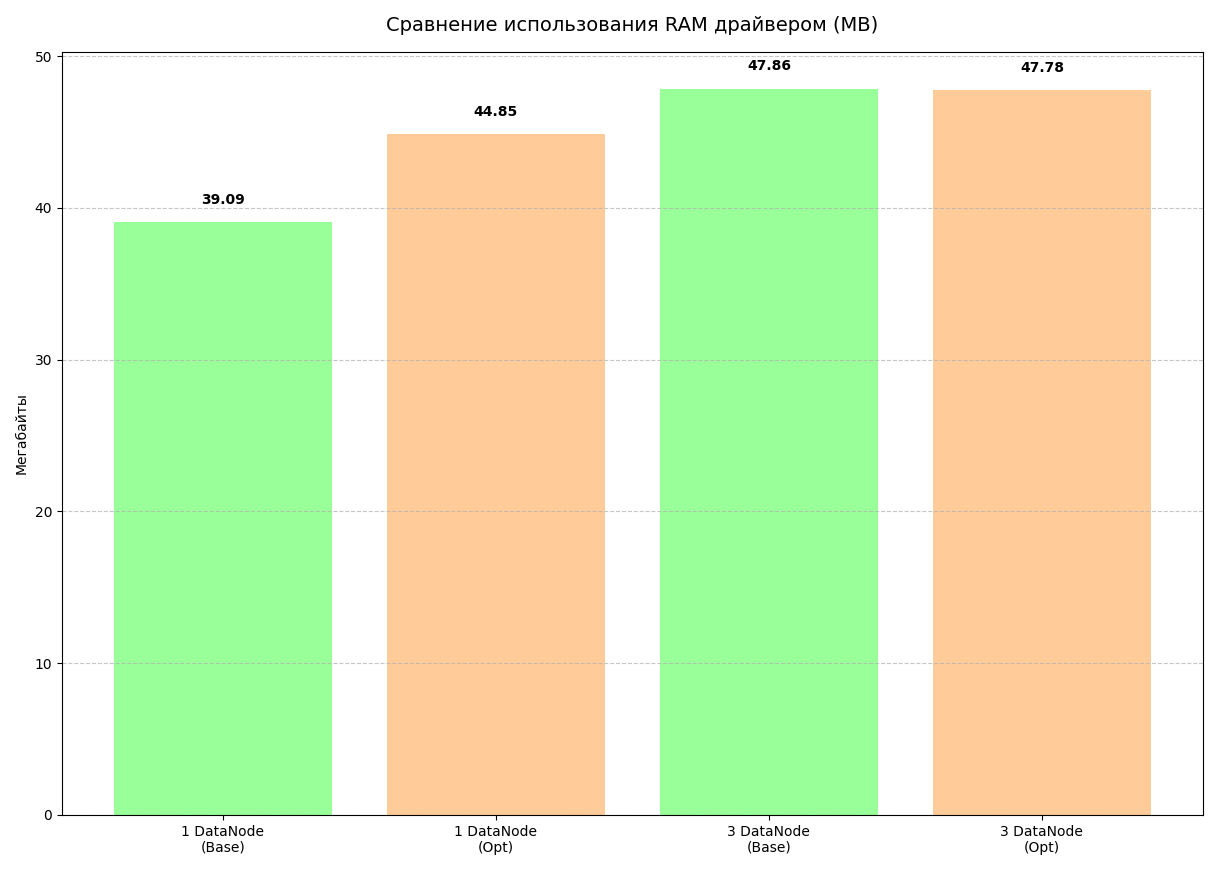 Сравнение использования RAM драйвером (MB)
Мегабайты
50
40
30
20
10
0
39.09
44.85
47.86
47.78
1 DataNode
(Base)
1 DataNode
(Opt)
3 DataNode
(Base)
3 DataNode
(Opt)